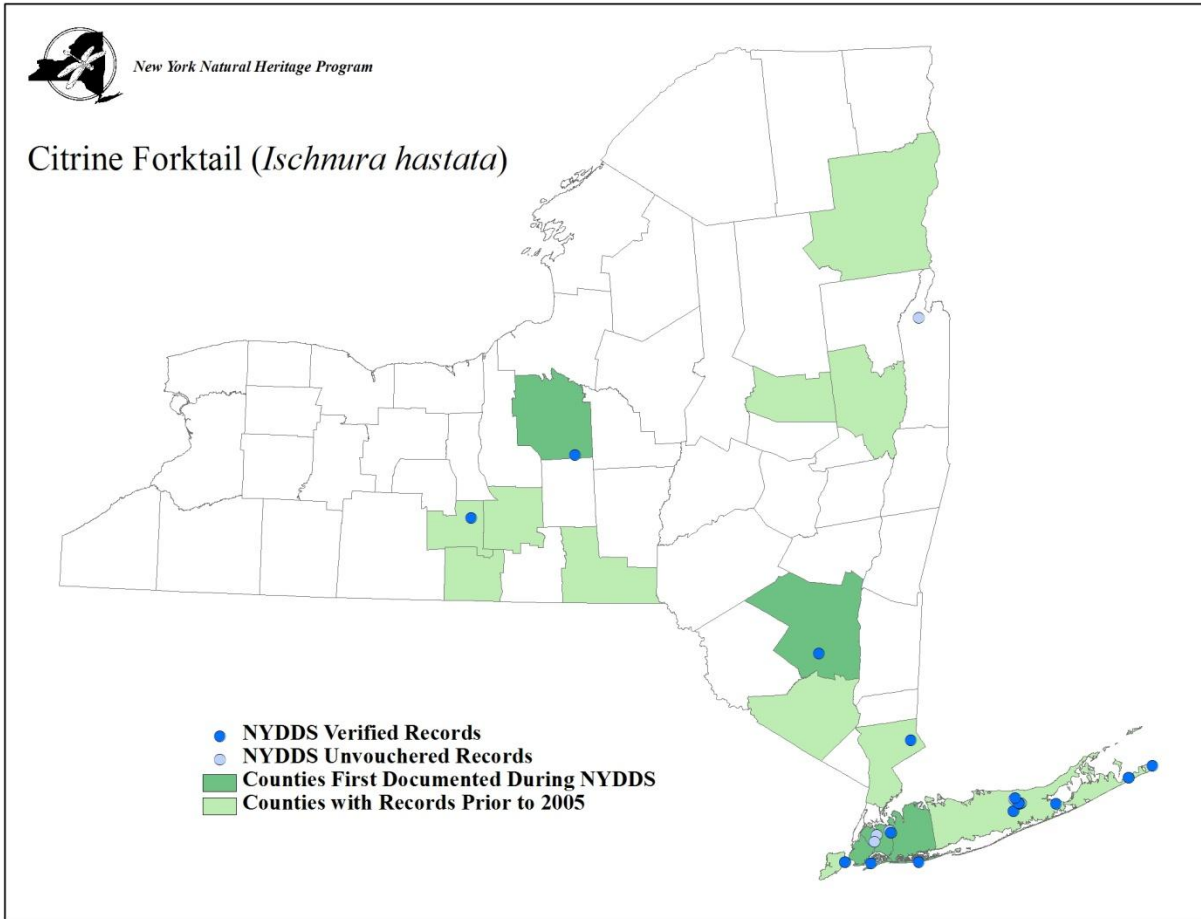 New York Natural Heritage Program
Citrine Forktail (Ischnura hastata)
NYDDS Verified Records
NYDDS Unvouchered Records
Counties First Documented During NYDDS
Counties with Records Prior to 2005